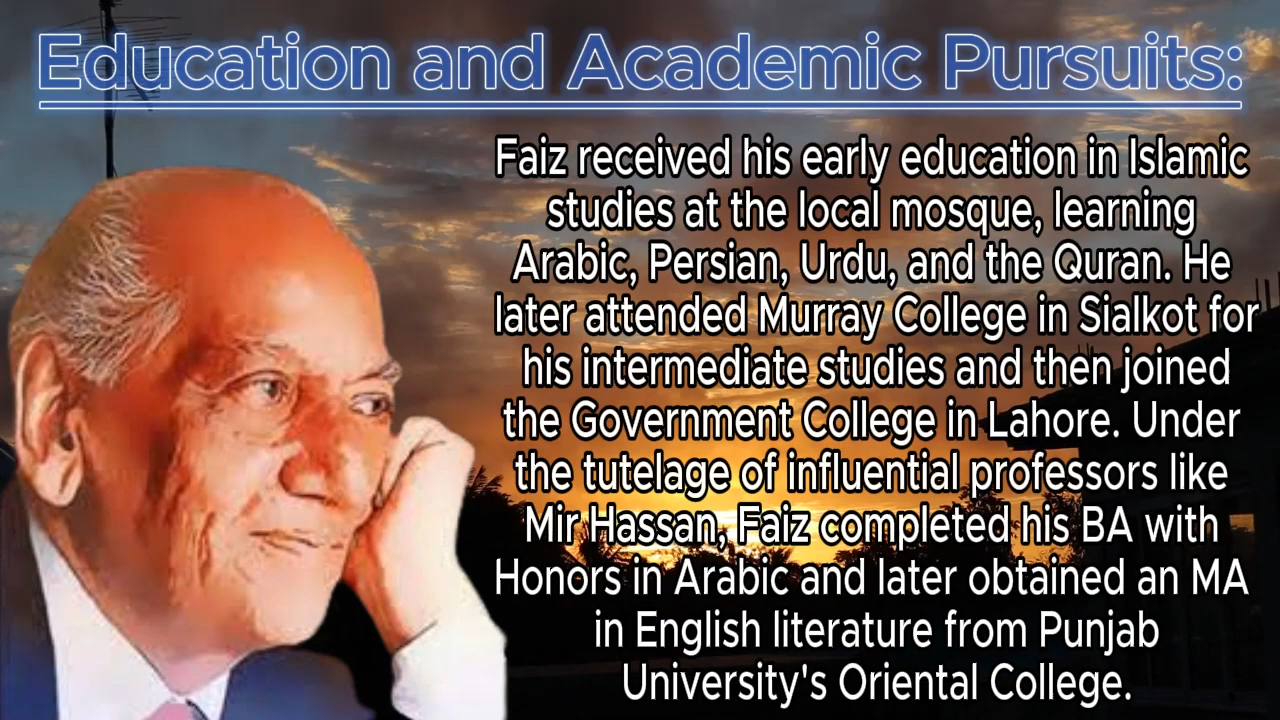 Education and Academic Pursuits:
Faiz received his early education in Islamic
studies at the local mosque, learning
Arabic, Persian, Urdu, and the Quran. He
later attended Murray College in Sialkot for
his intermediate studies and then joined
the Government College in Lahore. Under
the tutelage of influential professors like
Mir Hassan, Faiz completed his BA with
Honors in Arabic and later obtained an MA
in English literature from Punjab
University's Oriental College.